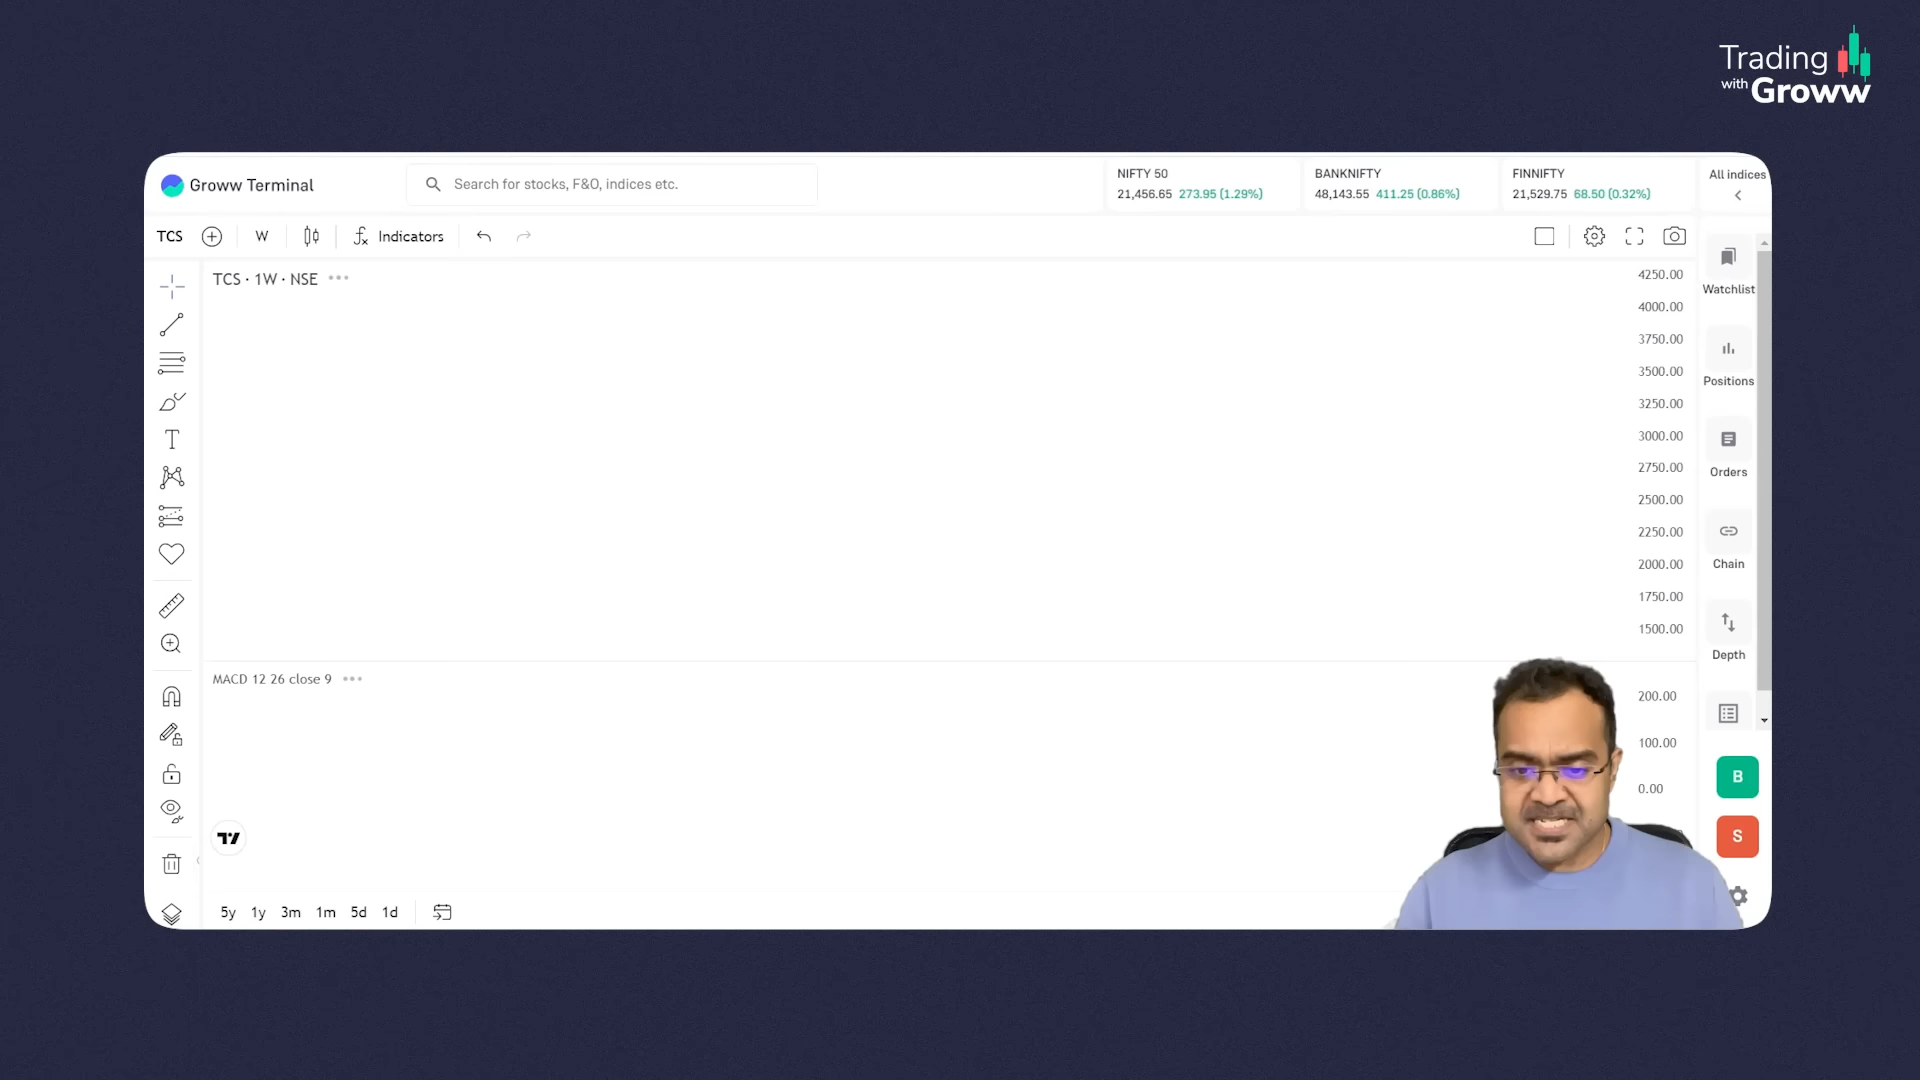 Trading
with Groww
Groww Terminal
Search for stocks, F&O, indices etc.
NIFTY 50
21,456.65 273.95 (1.29%)
BANKNIFTY
48,143.55 411.25 (0.86%)
FINNIFTY
21,529.75 68.50 (0.32%)
All indices
TCS
W
Indicators
TCS · 1W · NSE
4250.00
4000.00
3750.00
3500.00
3250.00
3000.00
2750.00
2500.00
2250.00
2000.00
1750.00
1500.00
MACD 12 26 close 9
200.00
100.00
0.00
Watchlist
Positions
Orders
Chain
Depth
B
S
5y 1y 3m 1m 5d 1d